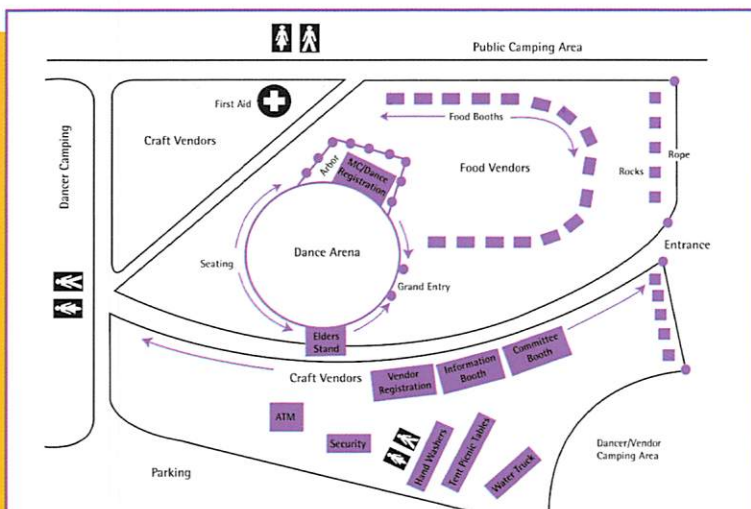 Public Camping Area
First Aid
Craft Vendors
Food Booths
Dancer Camping
Arbor
MC/Dance
Registration
Food Vendors
Rocks
Rope
Dance Arena
Seating
Entrance
Grand Entry
Elders
Stand
Craft Vendors
Vendor
Registration
Information
Booth
Committee
Booth
ATM
Security
Hand Washers
Tent Picnic Tables
Water Truck
Dancer/Vendor
Camping Area
Parking